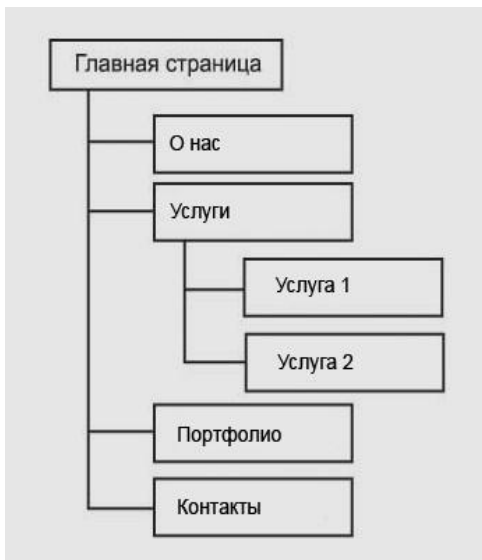 Главная страница
О нас
Услуги
Услуга 1
Услуга 2
Портфолио
Контакты